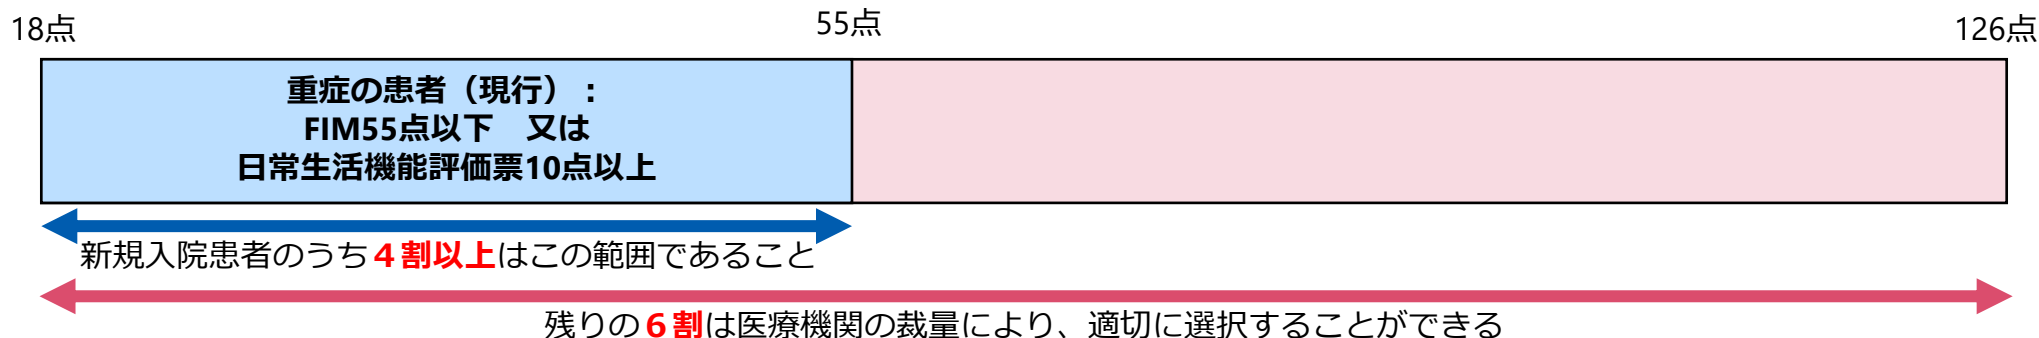 18点
55点
126点
重症の患者（現行）：
FIM55点以下　又は
日常生活機能評価票10点以上
新規入院患者のうち４割以上はこの範囲であること
残りの６割は医療機関の裁量により、適切に選択することができる